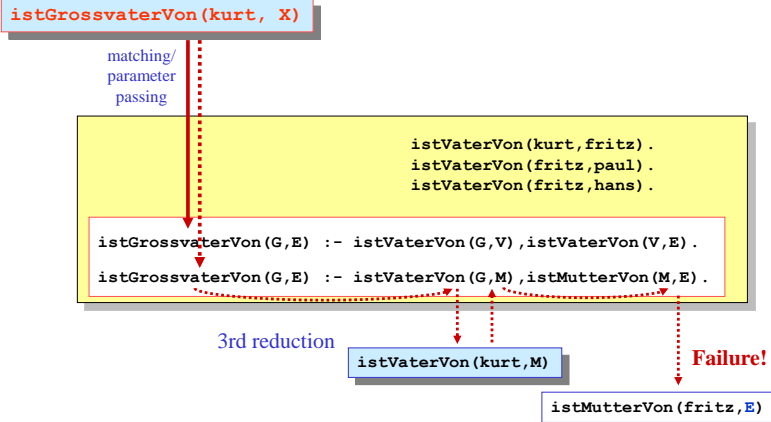 istGrossvaterVon(kurt, X)
matching/
parameter
passing
istVaterVon(kurt,fritz).
istVaterVon(fritz,paul).
istVaterVon(fritz,hans).
istGrossvaterVon(G,E) :- istVaterVon(G,V),istVaterVon(V,E).
istGrossvaterVon(G,E) :- istVaterVon(G,M),istMutterVon(M,E).
3rd reduction
istVaterVon(kurt,M)
Failure!
istMutterVon(fritz,E)